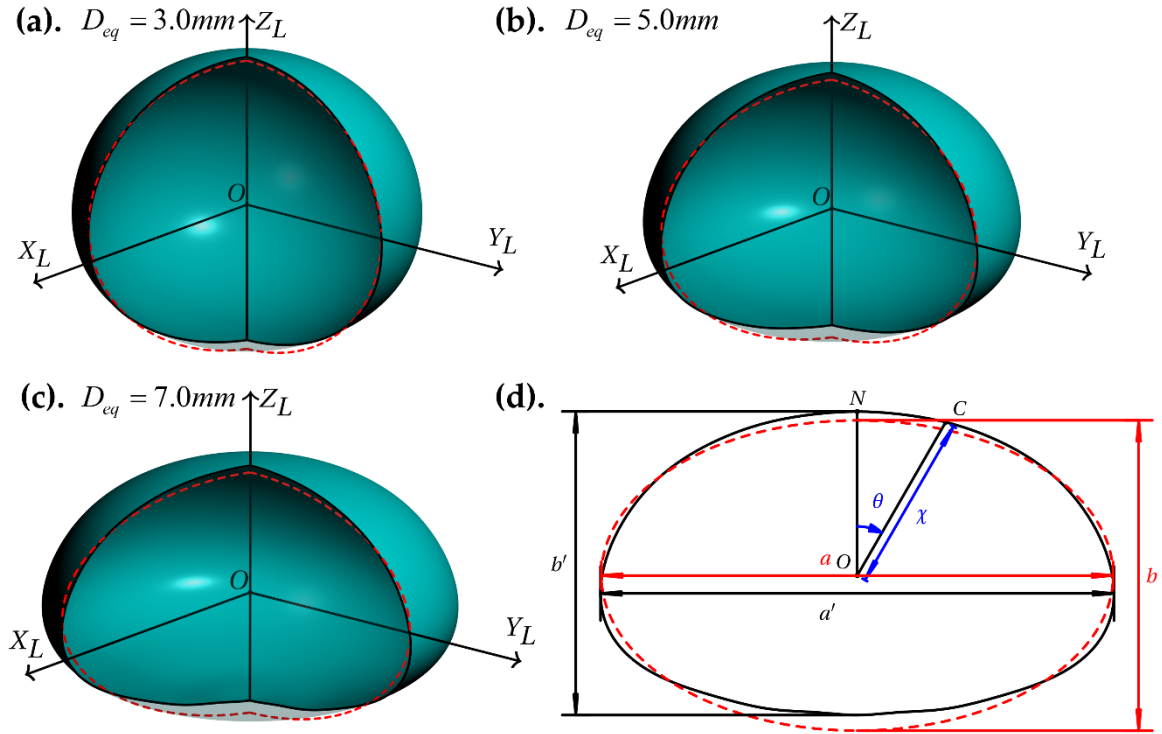 (a). D_eq = 3.0mm
Z_L
O
X_L
Y_L
(b). D_eq = 5.0mm
Z_L
O
X_L
Y_L
(c). D_eq = 7.0mm
Z_L
O
X_L
Y_L
(d).
N
C
θ
χ
b'
a
O
b
a'